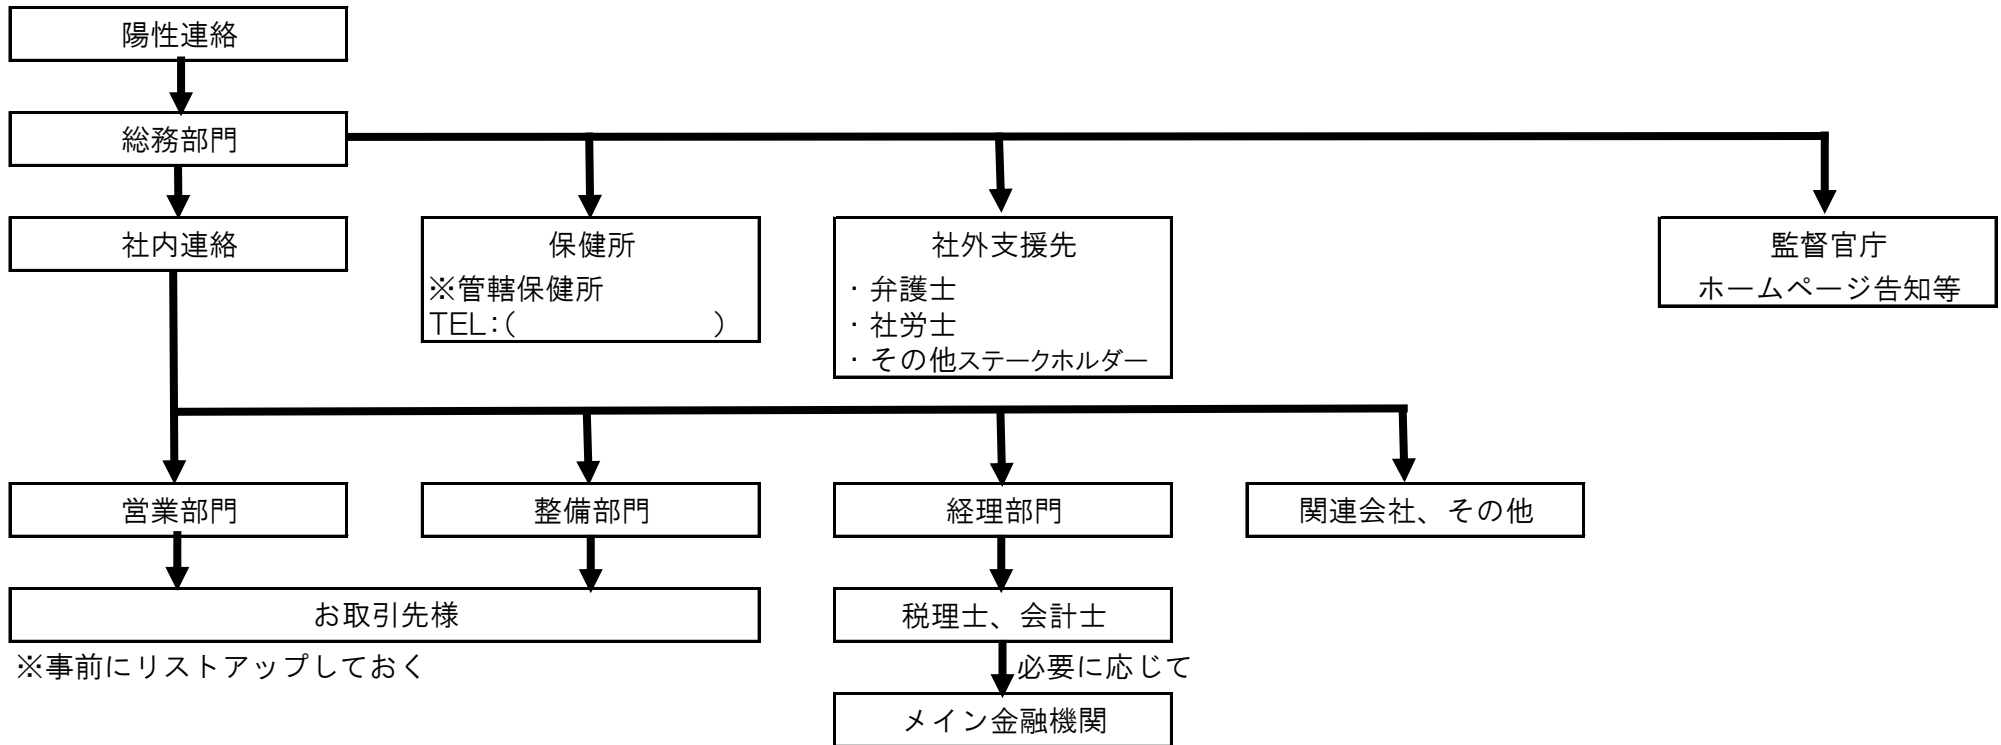 陽性連絡
総務部門
社内連絡
保健所
※管轄保健所
TEL:( )
社外支援先
・弁護士
・社労士
・その他ステークホルダー
監督官庁
ホームページ告知等
営業部門
整備部門
経理部門
関連会社、その他
お取引先様
税理士、会計士
※事前にリストアップしておく
必要に応じて
メイン金融機関